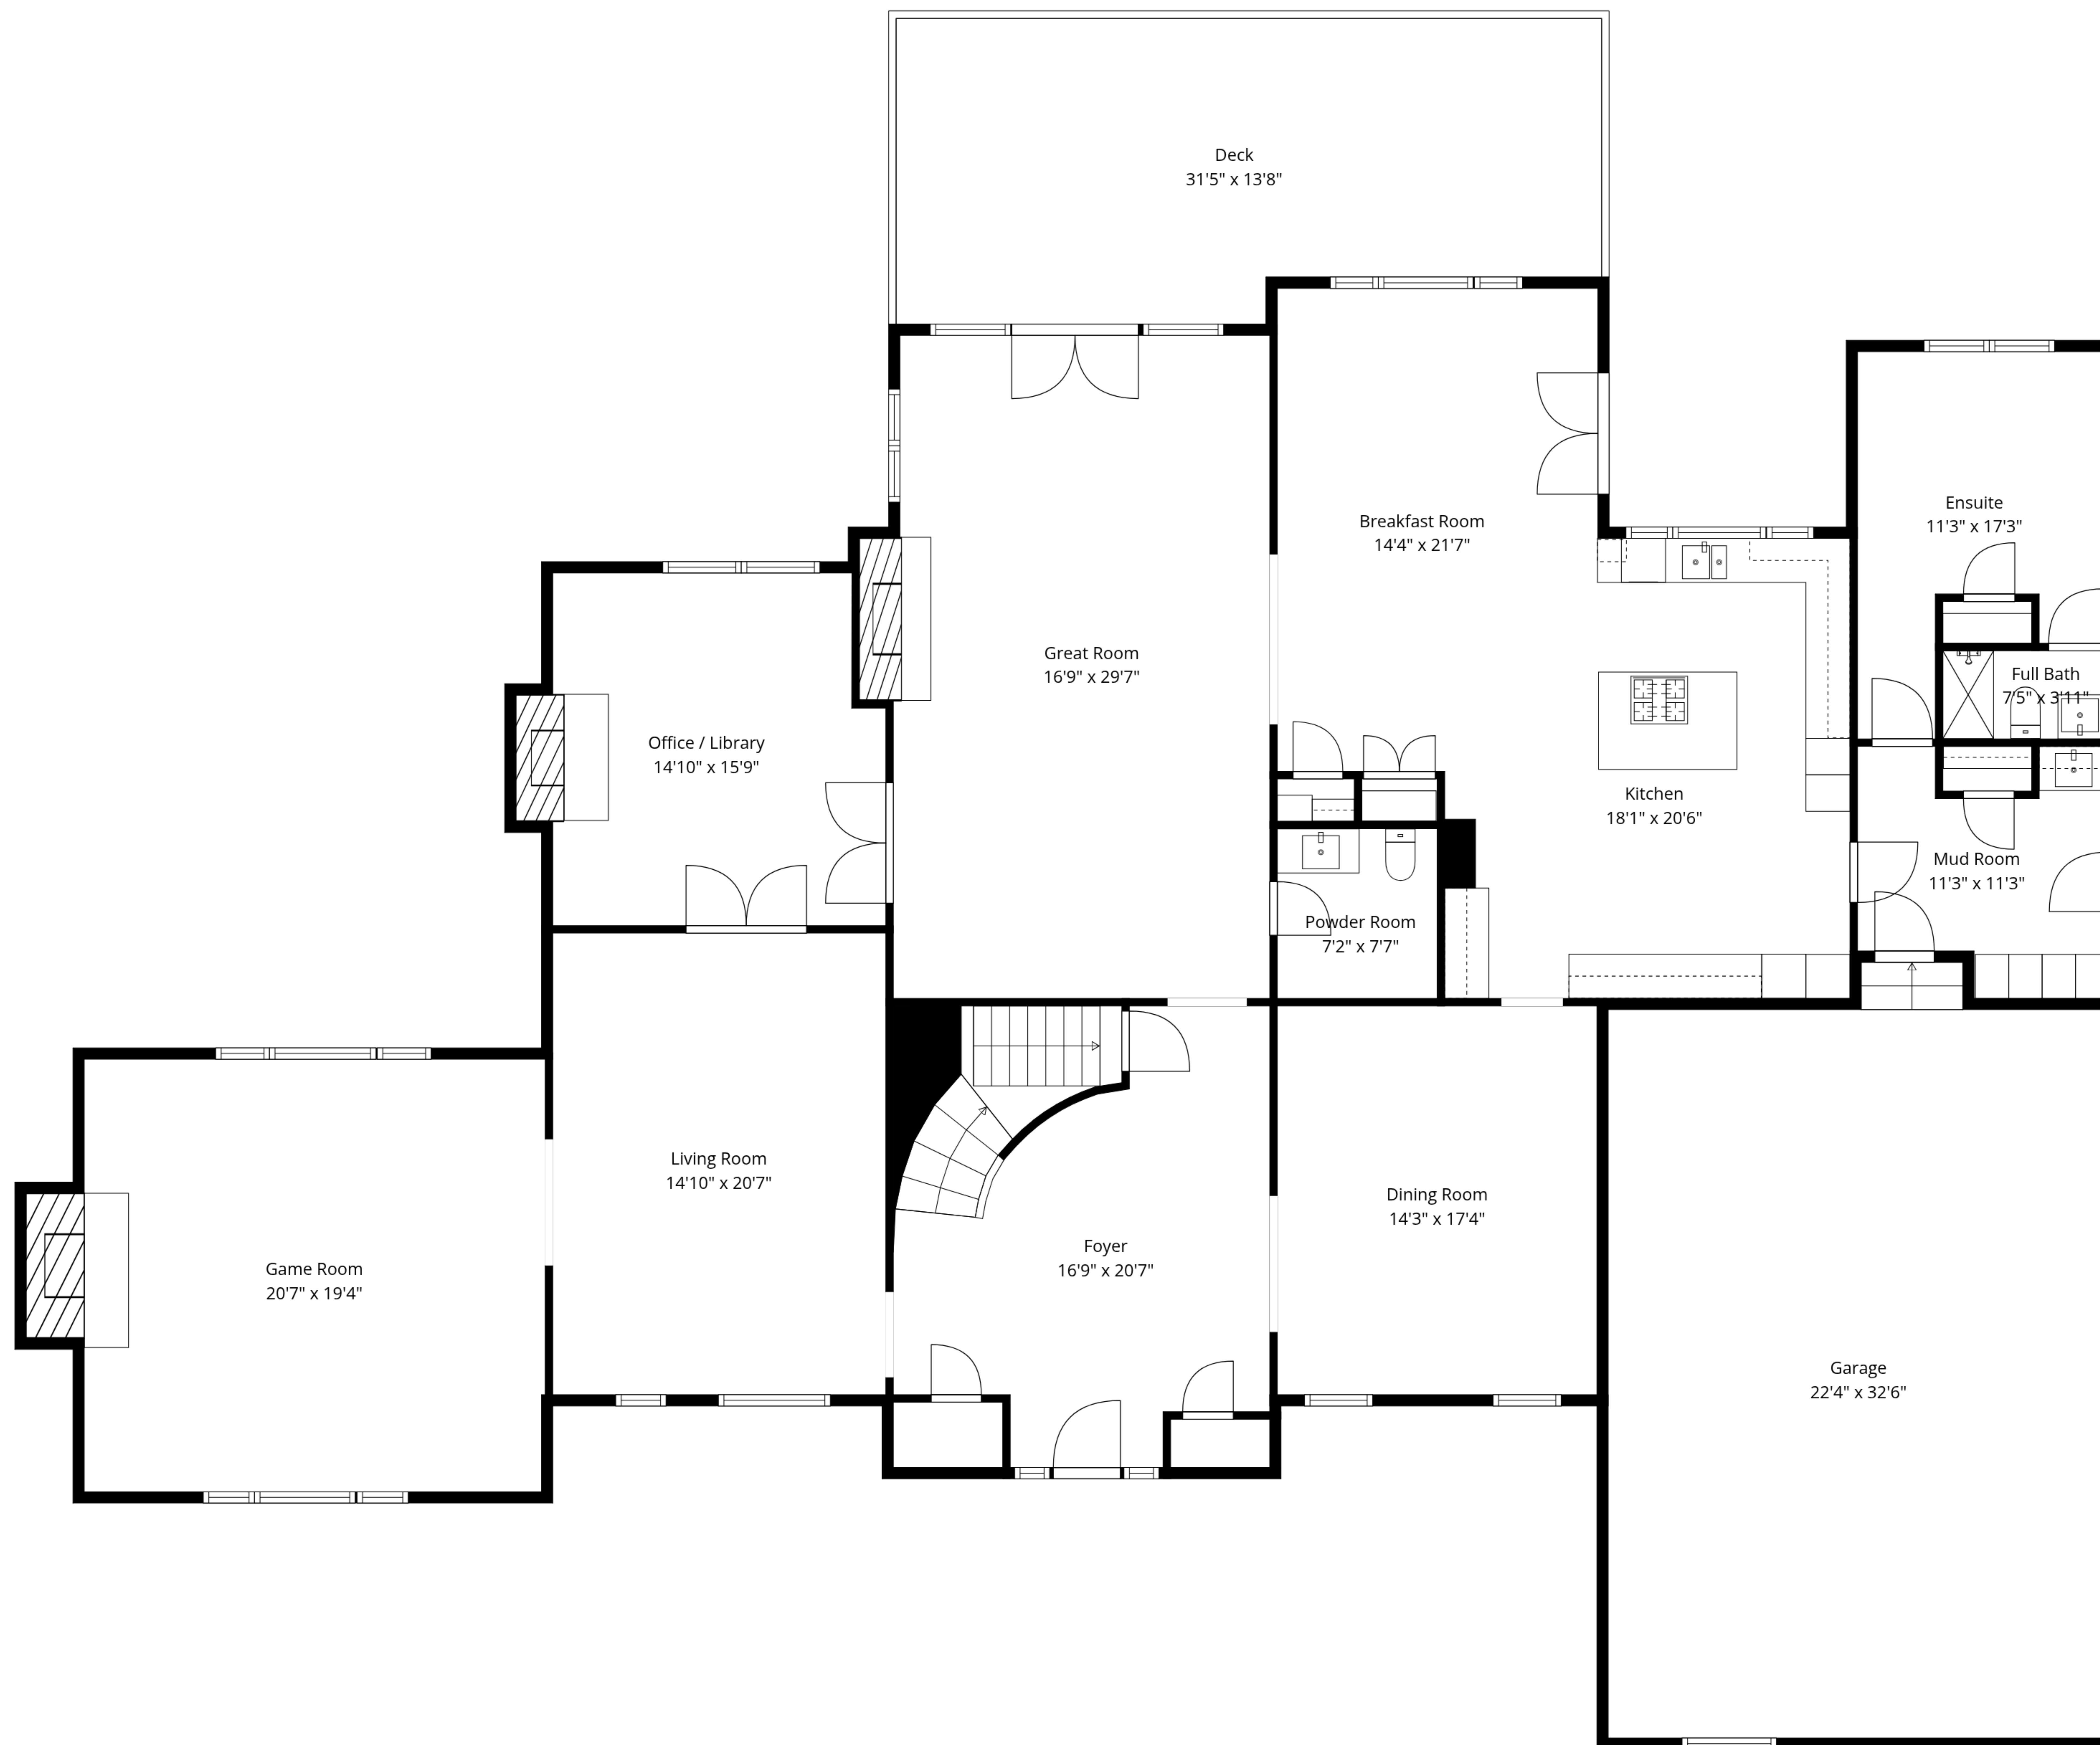 Deck
31'5" x 13'8"
Ensuite
11'3" x 17'3"
Breakfast Room
14'4" x 21'7"
Great Room
16'9" x 29'7"
Full Bath
7'5" x 3'11"
Office / Library
14'10" x 15'9"
Kitchen
18'1" x 20'6"
Mud Room
11'3" x 11'3"
Powder Room
7'2" x 7'7"
Living Room
14'10" x 20'7"
Dining Room
14'3" x 17'4"
Foyer
16'9" x 20'7"
Game Room
20'7" x 19'4"
Garage
22'4" x 32'6"